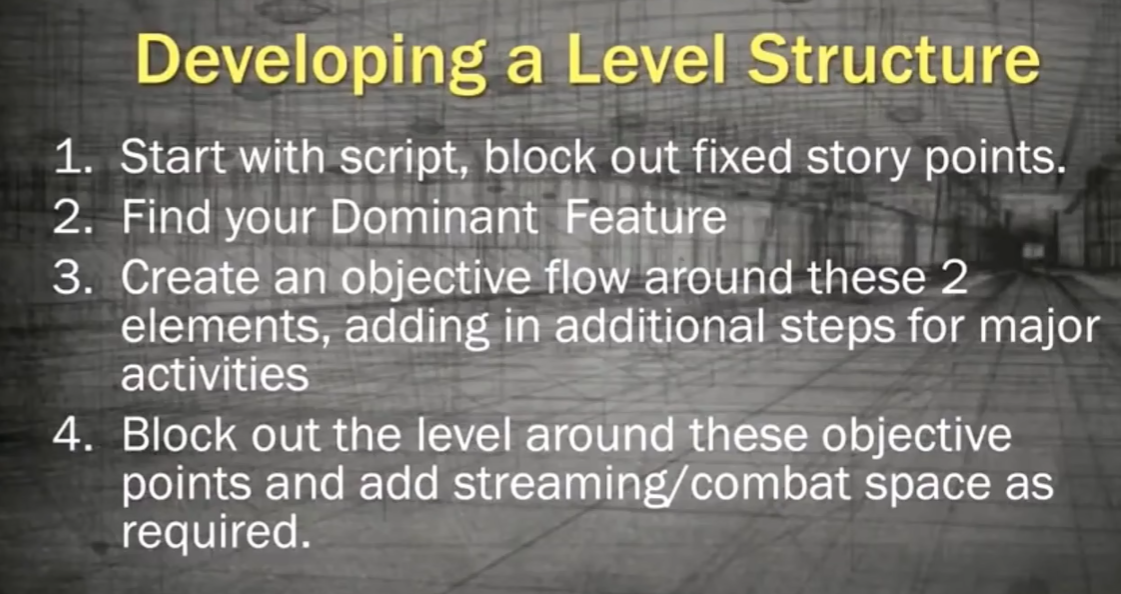 Developing a Level Structure
1. Start with script, block out fixed story points.
2. Find your Dominant  Feature
3. Create an objective flow around these 2
elements, adding in additional steps for major
activities
4. Block out the level around these objective
points and add streaming/combat space as
required.